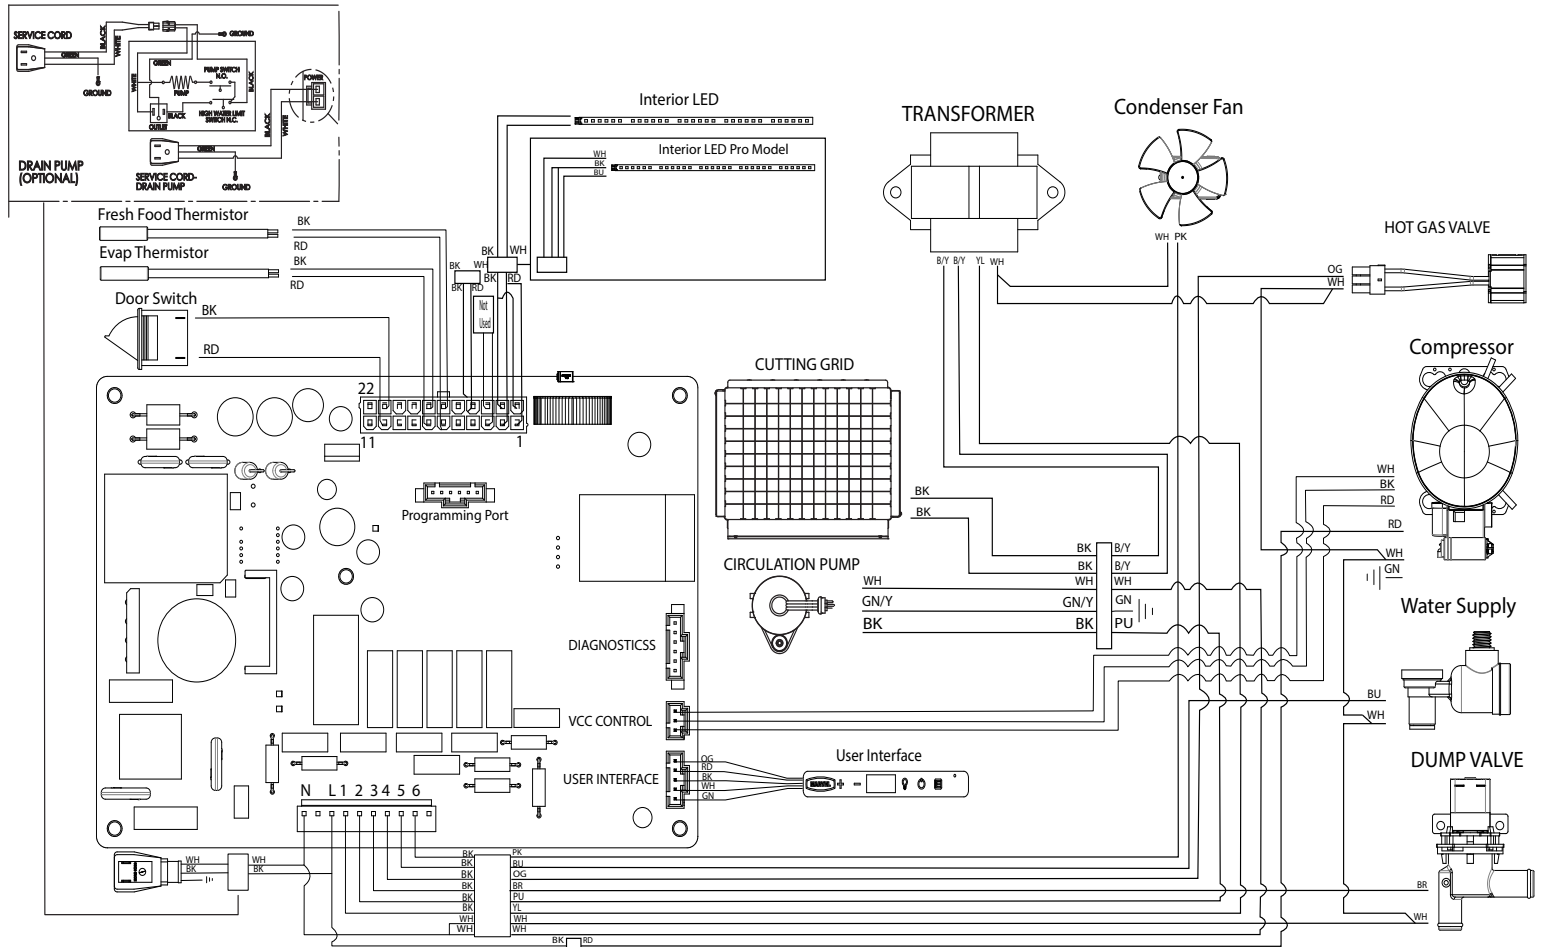 SERVICE CORD
BLACK
WHITE
GREEN
GROUND
GROUND
GREEN
WHITE
PUMP SWITCH
N.O.
PUMP
BLACK
BLACK
HIGH WATER LIMIT
SWITCH N.C.
OUTLET
POWER
BLACK
WHITE
GREEN
GROUND
SERVICE CORD-
DRAIN PUMP
DRAIN PUMP
(OPTIONAL)
Interior LED
Interior LED Pro Model
WH
BK
BU
TRANSFORMER
B/Y
B/Y
YL
WH
Condenser Fan
WH
PK
HOT GAS VALVE
OG
WH
Fresh Food Thermistor
BK
RD
Evap Thermistor
BK
RD
Door Switch
BK
RD
BK
WH
BK
WH
BK
RD
BK
RD
Not
Used
22
11
1
Programming Port
CUTTING GRID
BK
BK
CIRCULATION PUMP
WH
GN/Y
BK
BK
B/Y
BK
B/Y
WH
WH
GN/Y
GN
BK
PU
Compressor
WH
BK
RD
RD
WH
GN
Water Supply
BU
WH
DUMP VALVE
BR
WH
DIAGNOSTICSS
VCC CONTROL
USER INTERFACE
OG
RD
BK
WH
GN
User Interface
MARVEL
+
-
N L 1 2 3 4 5 6
WH
BK
WH
BK
BK
PK
BK
BU
BK
OG
BK
BR
BK
PU
BK
YL
WH
WH
WH
WH
BK
RD